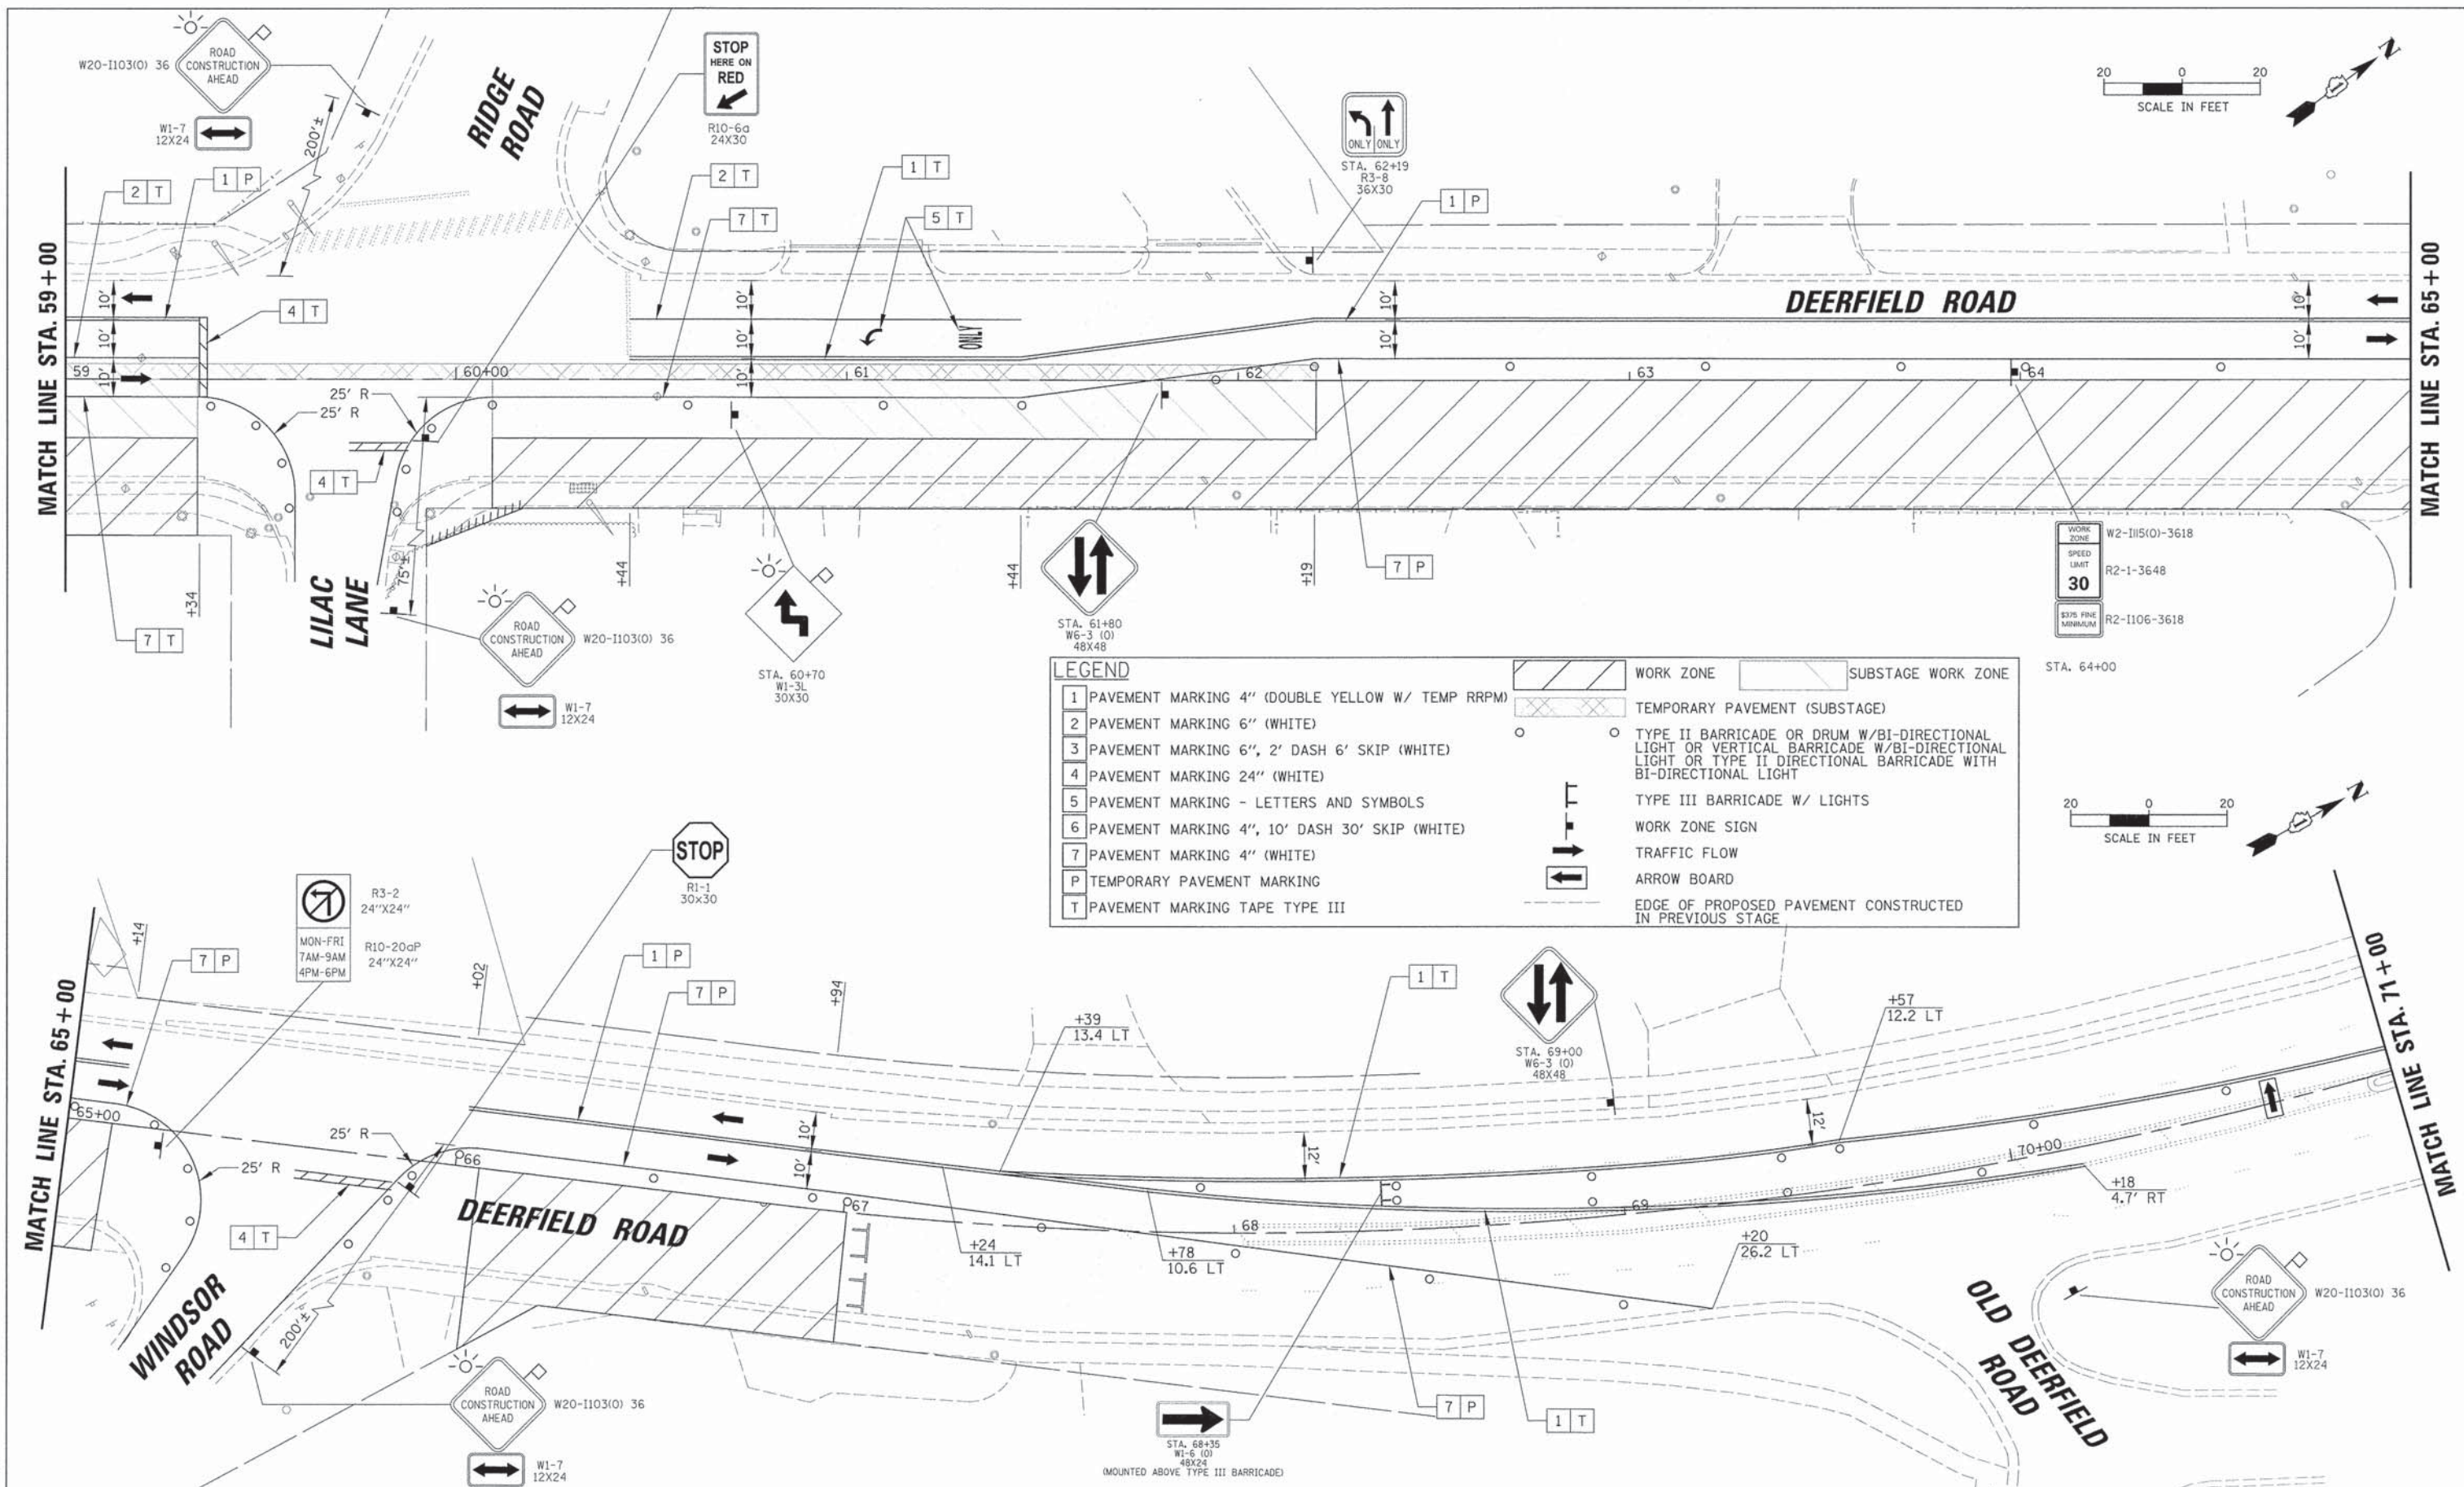 ROAD
CONSTRUCTION
AHEAD
W20-I103(O) 36
W1-7
12X24
200'±
RIDGE
ROAD
STOP
HERE ON
RED
R10-6a
24X30
ONLY ONLY
STA. 62+19
R3-8
36X30
20 0 20
SCALE IN FEET
N
MATCH LINE STA. 59+00
2 T
1 P
4 T
2 T
7 T
1 T
5 T
1 P
10'
10'
10'
10'
10'
10'
10'
10'
10'
10'
ONLY
DEERFIELD ROAD
MATCH LINE STA. 65+00
59
60+00
61
62
63
64
25' R
25' R
4 T
+34
7 T
LILAC
LANE
75'±
+44
+44
+19
7 P
ROAD
CONSTRUCTION
AHEAD
W20-I103(O) 36
W1-7
12X24
STA. 60+70
W1-3L
30X30
STA. 61+80
W6-3 (O)
48X48
WORK
ZONE
W2-I115(O)-3618
SPEED
LIMIT
30
R2-1-3648
$375 FINE
MINIMUM
R2-I106-3618
STA. 64+00
LEGEND
1 PAVEMENT MARKING 4" (DOUBLE YELLOW W/ TEMP RRPM)
2 PAVEMENT MARKING 6" (WHITE)
3 PAVEMENT MARKING 6", 2' DASH 6' SKIP (WHITE)
4 PAVEMENT MARKING 24" (WHITE)
5 PAVEMENT MARKING - LETTERS AND SYMBOLS
6 PAVEMENT MARKING 4", 10' DASH 30' SKIP (WHITE)
7 PAVEMENT MARKING 4" (WHITE)
P TEMPORARY PAVEMENT MARKING
T PAVEMENT MARKING TAPE TYPE III
WORK ZONE
SUBSTAGE WORK ZONE
TEMPORARY PAVEMENT (SUBSTAGE)
TYPE II BARRICADE OR DRUM W/BI-DIRECTIONAL
LIGHT OR VERTICAL BARRICADE W/BI-DIRECTIONAL
LIGHT OR TYPE II DIRECTIONAL BARRICADE WITH
BI-DIRECTIONAL LIGHT
TYPE III BARRICADE W/ LIGHTS
WORK ZONE SIGN
TRAFFIC FLOW
ARROW BOARD
EDGE OF PROPOSED PAVEMENT CONSTRUCTED
IN PREVIOUS STAGE
20 0 20
SCALE IN FEET
N
MATCH LINE STA. 65+00
+14
7 P
R3-2
24"X24"
MON-FRI
7AM-9AM
4PM-6PM
R10-20aP
24"X24"
STOP
R1-1
30x30
+02
1 P
7 P
+94
+39
13.4 LT
1 T
STA. 69+00
W6-3 (O)
48X48
+57
12.2 LT
MATCH LINE STA. 71+00
65+00
25' R
25' R
66
67
68
69
70+00
10'
10'
12'
12'
4 T
WINDSOR
ROAD
200'±
DEERFIELD ROAD
+24
14.1 LT
+78
10.6 LT
+20
26.2 LT
+18
4.7' RT
OLD DEERFIELD
ROAD
ROAD
CONSTRUCTION
AHEAD
W20-I103(O) 36
W1-7
12X24
ROAD
CONSTRUCTION
AHEAD
W20-I103(O) 36
W1-7
12X24
STA. 68+35
W1-6 (O)
48X24
(MOUNTED ABOVE TYPE III BARRICADE)
7 P
1 T